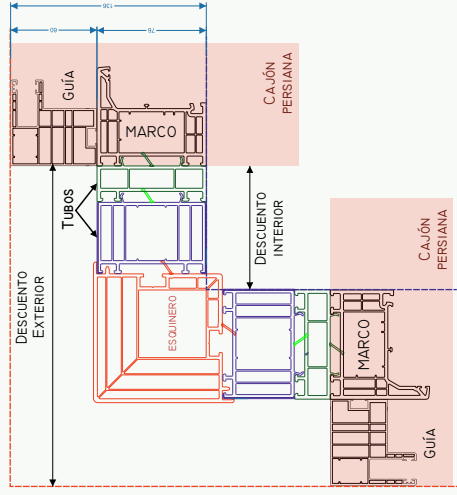 136
60
76
GUÍA
MARCO
CAJÓN
PERSIANA
TUBOS
DESCUENTO
INTERIOR
DESCUENTO
EXTERIOR
ESQUINERO
CAJÓN
PERSIANA
MARCO
GUÍA